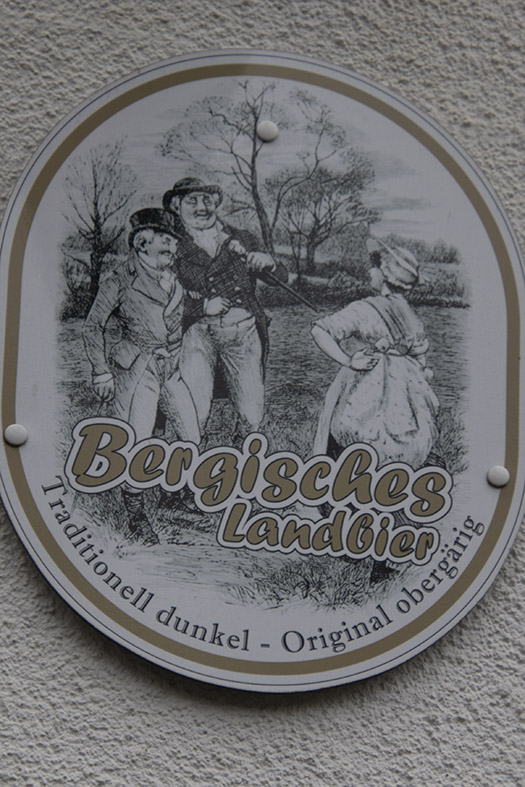 Bergisches
Landbier
Traditionell dunkel - Original obergärig